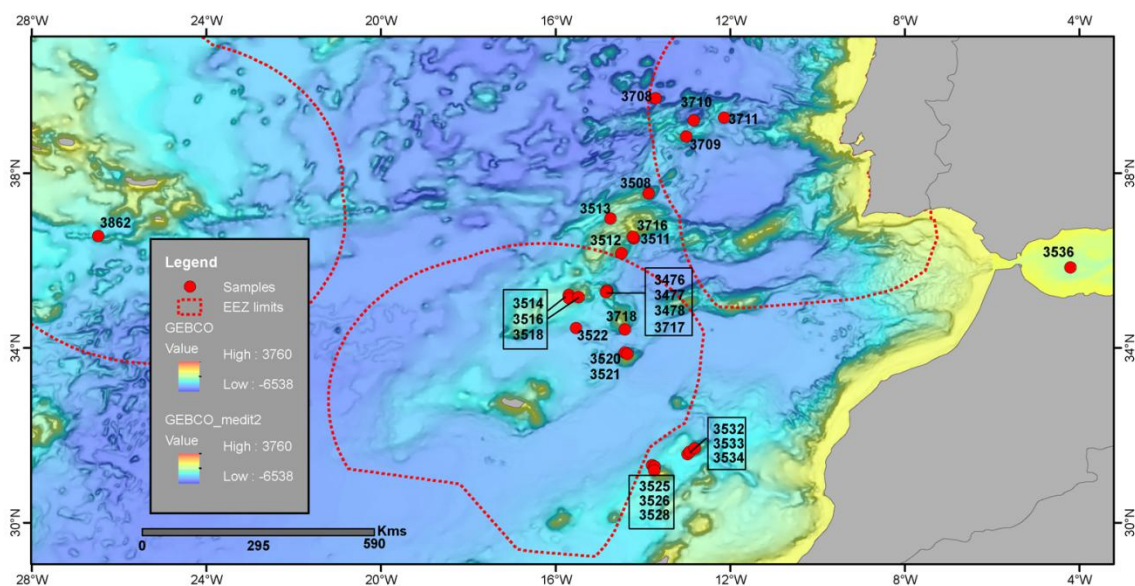 28°W 20°W 16°W 12°W 8°W 4°W
3708
3710
3711
3709
38°N 38°N
3508
3513
3716
3862
3511
3512
3536
Legend
Samples
EEZ limits
GEBCO
Value
High : 3760
Low : -6538
GEBCO_medit2
Value
High : 3760
Low : -6538
3514
3516
3518
3476
3477
3478
3717
3718
3522
34°N 34°N
3520
3521
3532
3533
3534
3525
3526
3528
30°N 30°N
Kms
0 295 590
28°W 24°W 20°W 16°W 12°W 8°W 4°W